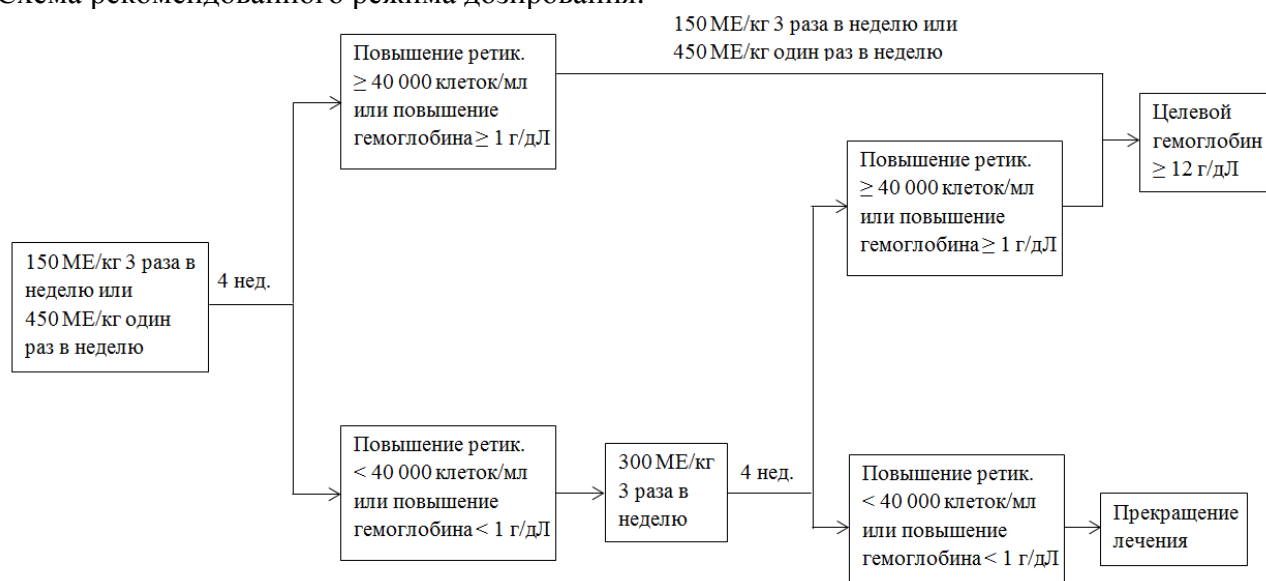 Схема рекомендованного режима дозирования:
150 МЕ/кг 3 раза в неделю или
450 МЕ/кг один раз в неделю
Повышение ретик.
≥ 40 000 клеток/мл
или повышение
гемоглобина ≥ 1 г/дЛ
Целевой
гемоглобин
≥ 12 г/дЛ
Повышение ретик.
≥ 40 000 клеток/мл
или повышение
гемоглобина ≥ 1 г/дЛ
150 МЕ/кг 3 раза в
неделю или
450 МЕ/кг один
раз в неделю
4 нед.
Повышение ретик.
< 40 000 клеток/мл
или повышение
гемоглобина < 1 г/дЛ
300 МЕ/кг
3 раза в
неделю
4 нед.
Повышение ретик.
< 40 000 клеток/мл
или повышение
гемоглобина < 1 г/дЛ
Прекращение
лечения